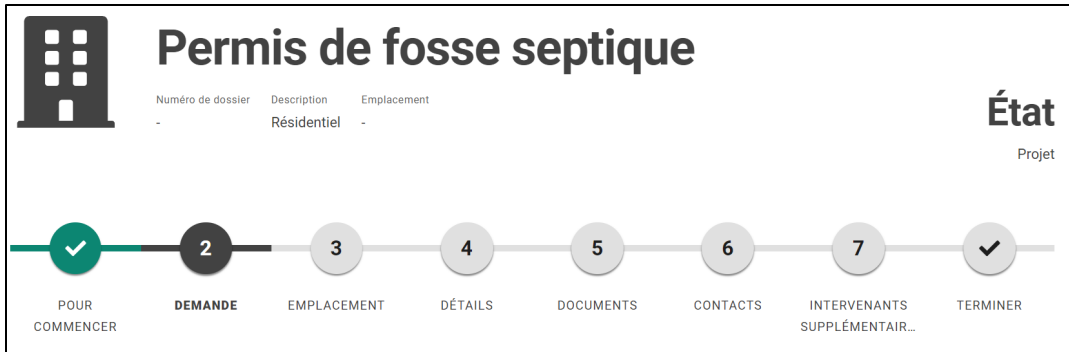 Permis de fosse septique
Numéro de dossier Description Emplacement
- Résidentiel -
État
Projet
2 3 4 5 6 7
POUR COMMENCER
DEMANDE
EMPLACEMENT
DÉTAILS
DOCUMENTS
CONTACTS
INTERVENANTS
SUPPLÉMENTAIR...
TERMINER